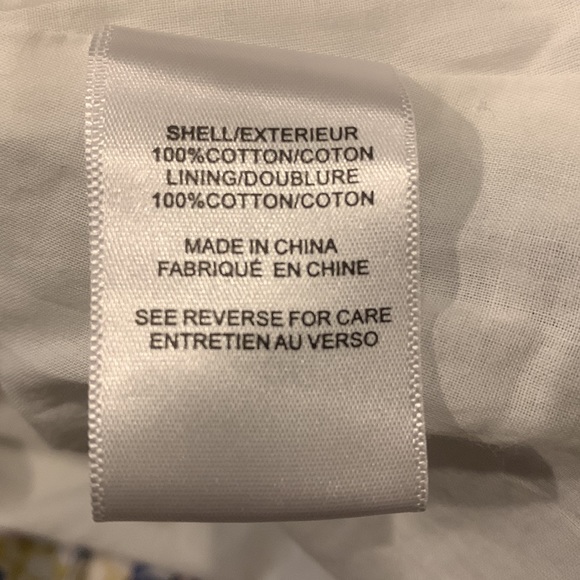 SHELL/EXTERIEUR
100%COTTON/COTON
LINING/DOUBLURE
100%COTTON/COTON
MADE IN CHINA
FABRIQUÉ EN CHINE
SEE REVERSE FOR CARE
ENTRETIEN AU VERSO